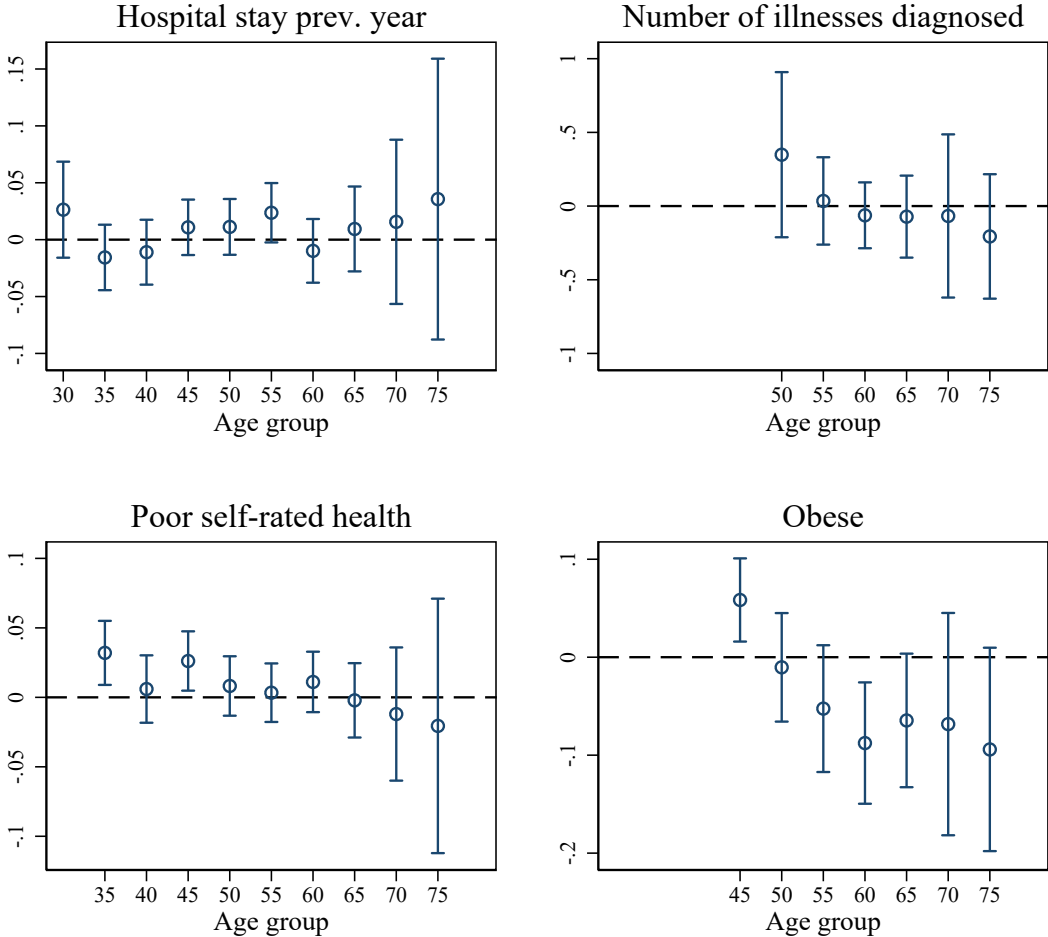 Hospital stay prev. year
.15
.1
.05
0
-.05
-.1
30 35 40 45 50 55 60 65 70 75
Age group
Number of illnesses diagnosed
1
.5
0
-.5
-1
50 55 60 65 70 75
Age group
Poor self-rated health
.1
.05
0
-.05
-.1
35 40 45 50 55 60 65 70 75
Age group
Obese
.1
0
-.1
-.2
45 50 55 60 65 70 75
Age group